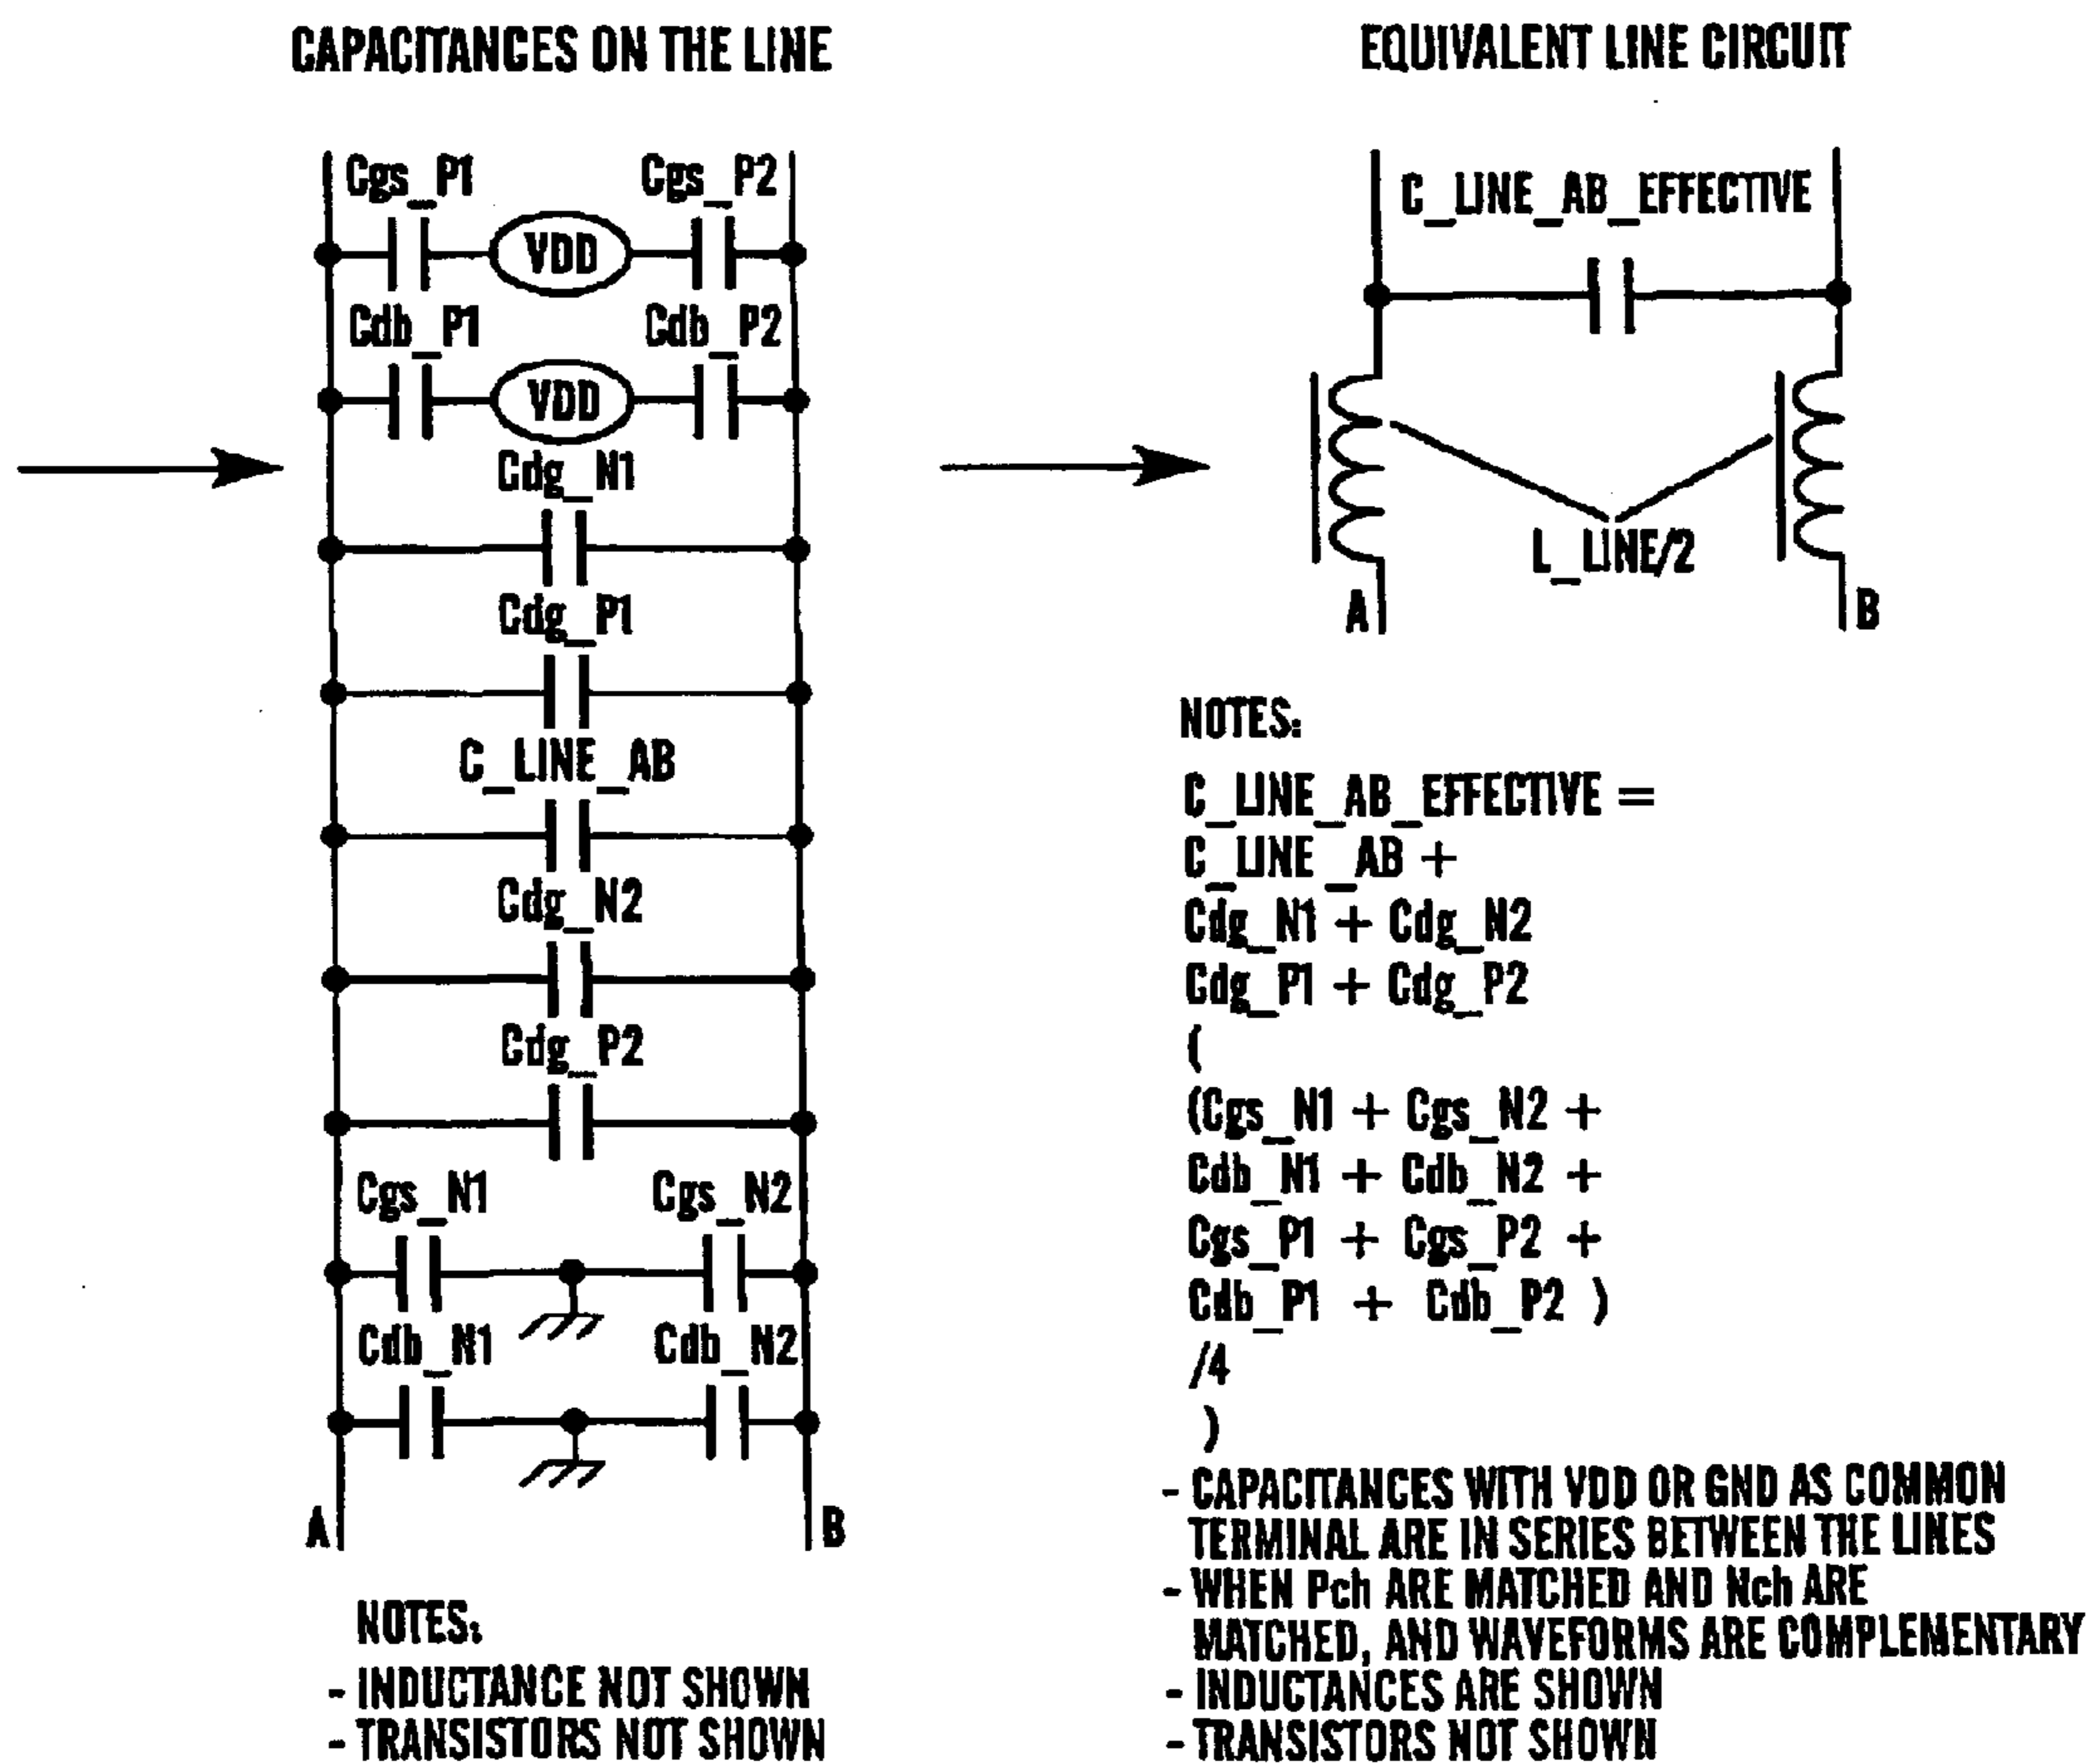 CAPACITANCES ON THE LINE
Cgs_P1 Cgs_P2
VDD
Cdb_P1 Cdb_P2
VDD
Cdg_N1
Cdg_P1
C_LINE_AB
Cdg_N2
Cdg_P2
Cgs_N1 Cgs_N2
Cdb_N1 Cdb_N2
A B
NOTES:
- INDUCTANCE NOT SHOWN
- TRANSISTORS NOT SHOWN
EQUIVALENT LINE CIRCUIT
C_LINE_AB_EFFECTIVE
L_LINE/2
A B
NOTES:
C_LINE_AB_EFFECTIVE =
C_LINE_AB +
Cdg_N1 + Cdg_N2
Cdg_P1 + Cdg_P2
(
(Cgs_N1 + Cgs_N2 +
Cdb_N1 + Cdb_N2 +
Cgs_P1 + Cgs_P2 +
Cdb_P1 + Cdb_P2 )
/4
)
- CAPACITANCES WITH VDD OR GND AS COMMON
TERMINAL ARE IN SERIES BETWEEN THE LINES
- WHEN Pch ARE MATCHED AND Nch ARE
MATCHED, AND WAVEFORMS ARE COMPLEMENTARY
- INDUCTANCES ARE SHOWN
- TRANSISTORS NOT SHOWN